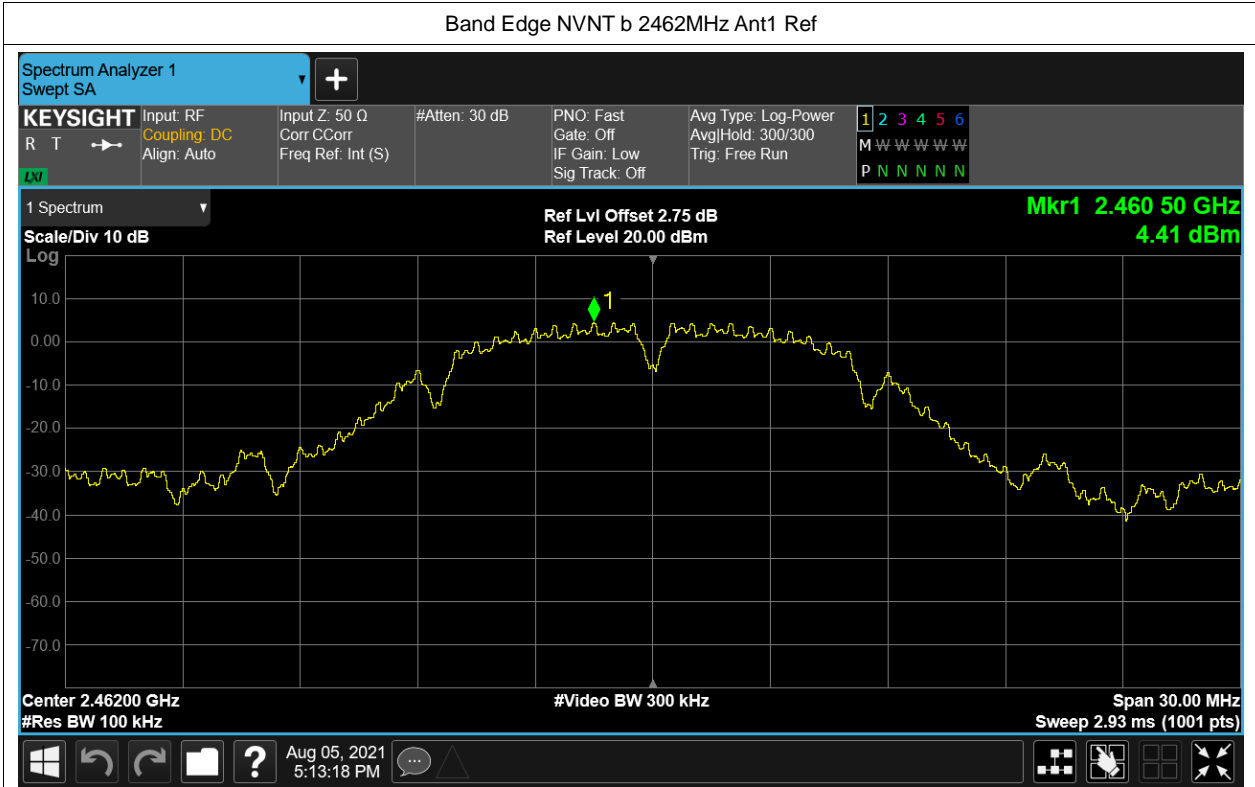 Band Edge NVNT b 2462MHz Ant1 Ref
Spectrum Analyzer 1
Swept SA
KEYSIGHT
R T
LXI
Input: RF
Coupling: DC
Align: Auto
Input Z: 50 Ω
Corr CCorr
Freq Ref: Int (S)
#Atten: 30 dB
PNO: Fast
Gate: Off
IF Gain: Low
Sig Track: Off
Avg Type: Log-Power
Avg|Hold: 300/300
Trig: Free Run
1 2 3 4 5 6
M W W W W W
P N N N N N
1 Spectrum
Scale/Div 10 dB
Log
Ref Lvl Offset 2.75 dB
Ref Level 20.00 dBm
Mkr1 2.460 50 GHz
4.41 dBm
1
10.0
0.00
-10.0
-20.0
-30.0
-40.0
-50.0
-60.0
-70.0
Center 2.46200 GHz
#Video BW 300 kHz
Span 30.00 MHz
#Res BW 100 kHz
Sweep 2.93 ms (1001 pts)
?
Aug 05, 2021
5:13:18 PM